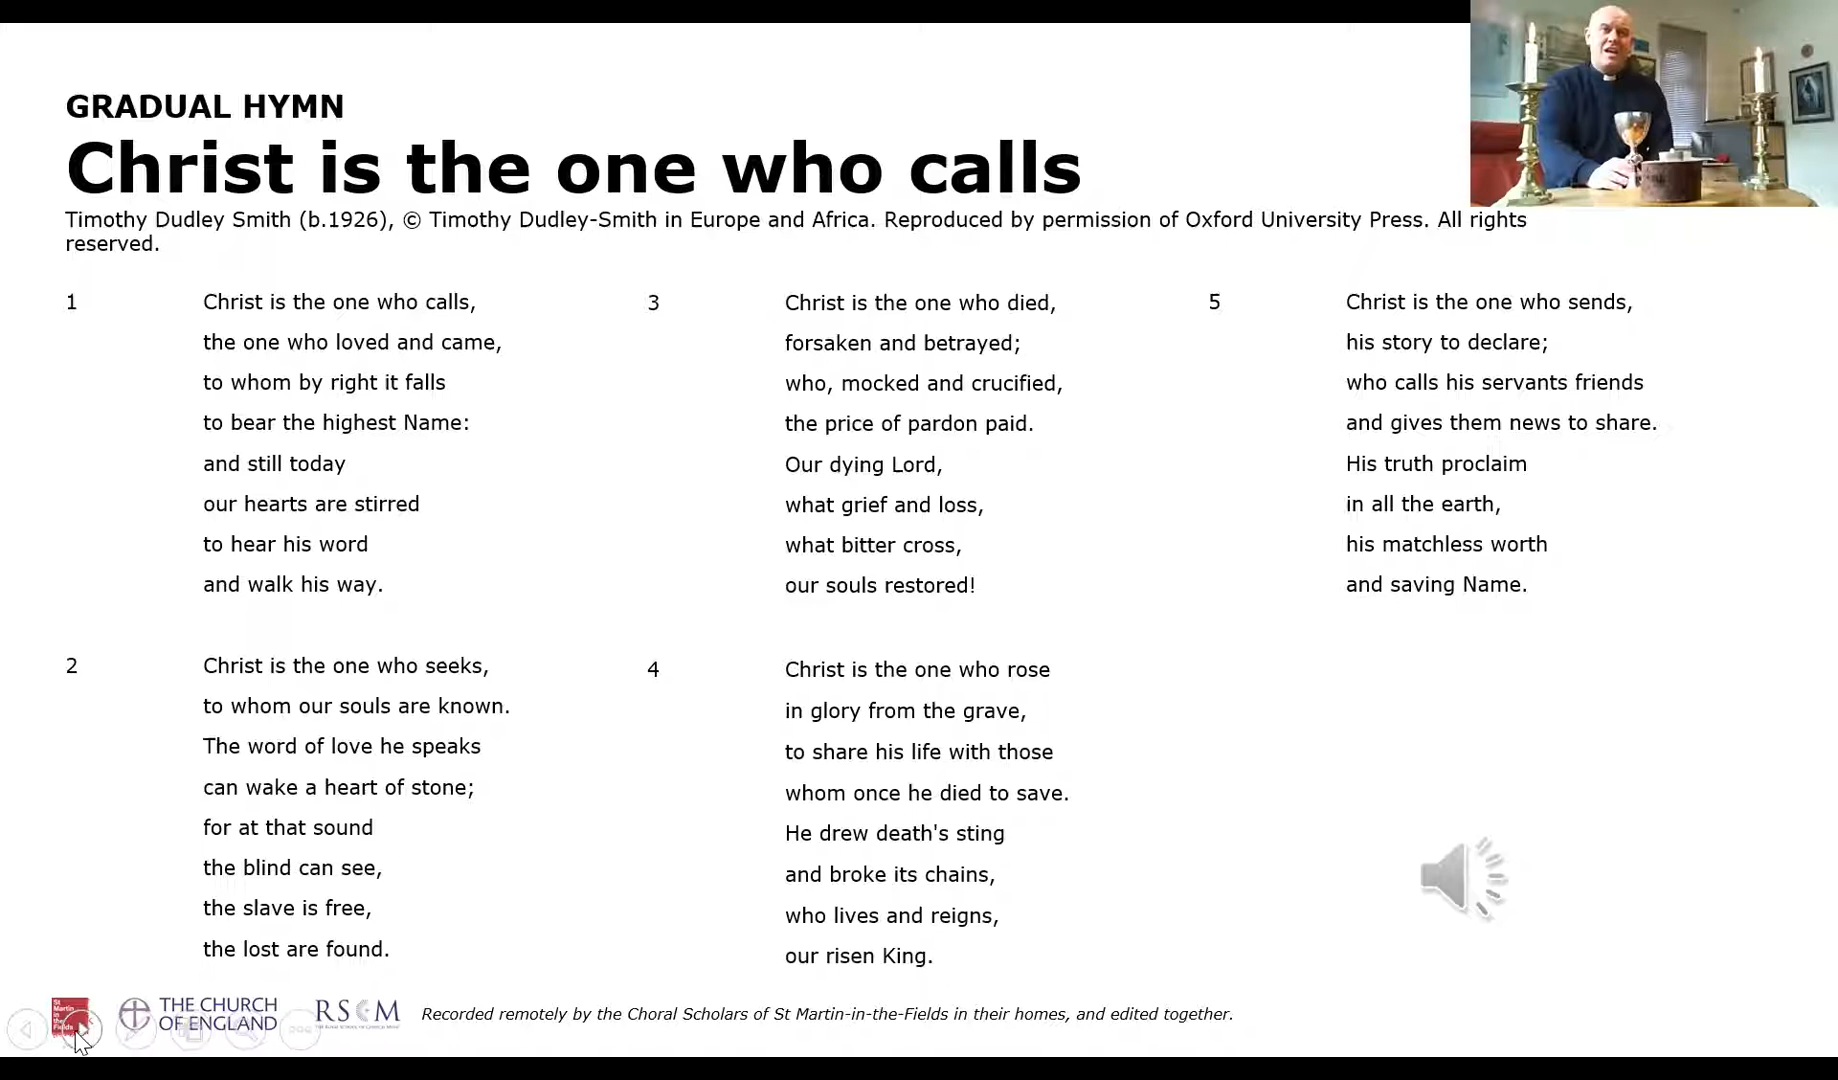 GRADUAL HYMN
Christ is the one who calls
Timothy Dudley Smith (b.1926), © Timothy Dudley-Smith in Europe and Africa. Reproduced by permission of Oxford University Press. All rights
reserved.
1
Christ is the one who calls,
the one who loved and came,
to whom by right it falls
to bear the highest Name:
and still today
our hearts are stirred
to hear his word
and walk his way.
2
Christ is the one who seeks,
to whom our souls are known.
The word of love he speaks
can wake a heart of stone;
for at that sound
the blind can see,
the slave is free,
the lost are found.
3
Christ is the one who died,
forsaken and betrayed;
who, mocked and crucified,
the price of pardon paid.
Our dying Lord,
what grief and loss,
what bitter cross,
our souls restored!
4
Christ is the one who rose
in glory from the grave,
to share his life with those
whom once he died to save.
He drew death's sting
and broke its chains,
who lives and reigns,
our risen King.
5
Christ is the one who sends,
his story to declare;
who calls his servants friends
and gives them news to share.
His truth proclaim
in all the earth,
his matchless worth
and saving Name.
St
Martin
in
the
Fields
THE CHURCH
OF ENGLAND
RSCM
Recorded remotely by the Choral Scholars of St Martin-in-the-Fields in their homes, and edited together.